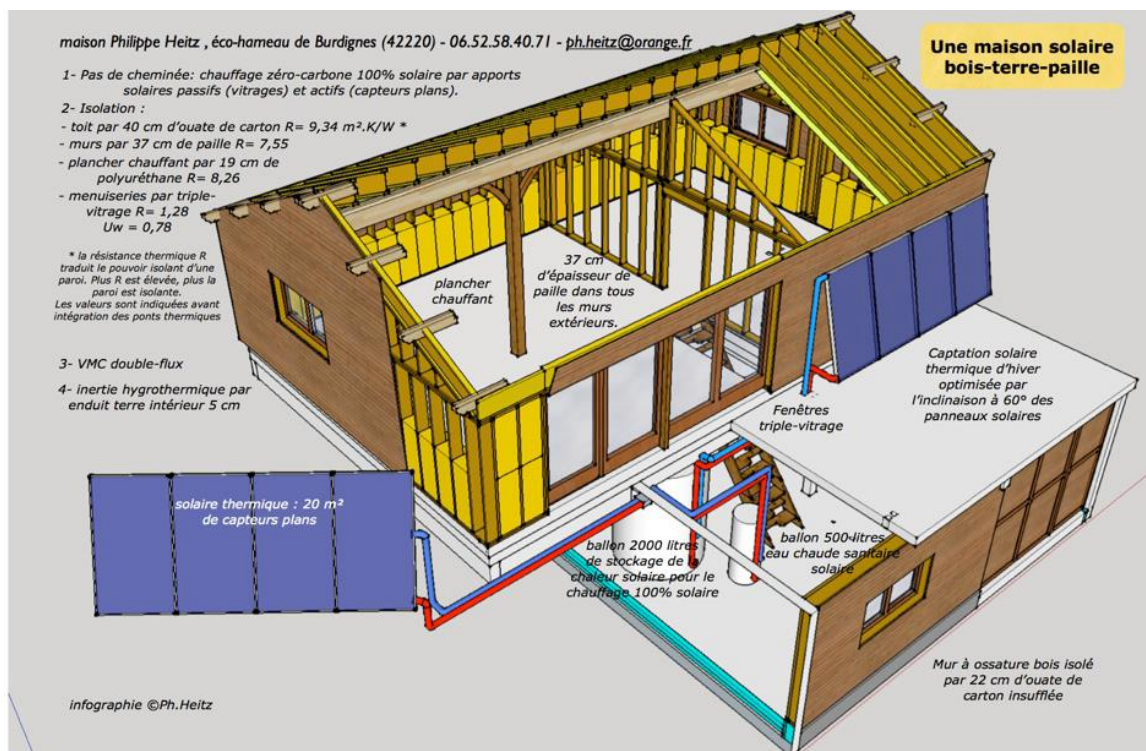 maison Philippe Heitz , éco-hameau de Burdignes (42220) - 06.52.58.40.71 - ph.heitz@orange.fr
Une maison solaire
bois-terre-paille
1- Pas de cheminée: chauffage zéro-carbone 100% solaire par apports
solaires passifs (vitrages) et actifs (capteurs plans).
2- Isolation :
- toit par 40 cm d'ouate de carton R= 9,34 m².K/W *
- murs par 37 cm de paille R= 7,55
- plancher chauffant par 19 cm de
polyuréthane R= 8,26
- menuiseries par triple-
vitrage R= 1,28
Uw = 0,78
* la résistance thermique R
traduit le pouvoir isolant d'une
paroi. Plus R est élevée, plus la
paroi est isolante.
Les valeurs sont indiquées avant
intégration des ponts thermiques
3- VMC double-flux
4- inertie hygrothermique par
enduit terre intérieur 5 cm
plancher
chauffant
37 cm
d'épaisseur de
paille dans tous
les murs
extérieurs.
Captation solaire
thermique d'hiver
optimisée par
l'inclinaison à 60° des
panneaux solaires
Fenêtres
triple-vitrage
solaire thermique : 20 m²
de capteurs plans
ballon 2000 litres
de stockage de la
chaleur solaire pour le
chauffage 100% solaire
ballon 500 litres
eau chaude sanitaire
solaire
Mur à ossature bois isolé
par 22 cm d'ouate de
carton insufflée
infographie ©Ph.Heitz